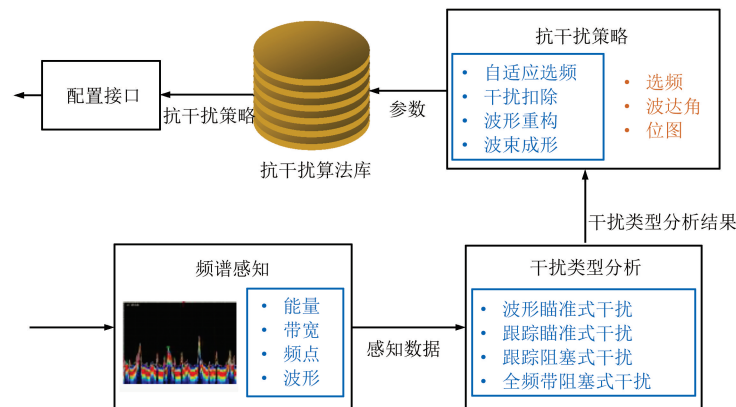 抗干扰策略
• 自适应选频
• 干扰扣除
• 波形重构
• 波束成形
• 选频
• 波达角
• 位图
参数
抗干扰算法库
抗干扰策略
配置接口
干扰类型分析结果
频谱感知
• 能量
• 带宽
• 频点
• 波形
感知数据
干扰类型分析
• 波形瞄准式干扰
• 跟踪瞄准式干扰
• 跟踪阻塞式干扰
• 全频带阻塞式干扰